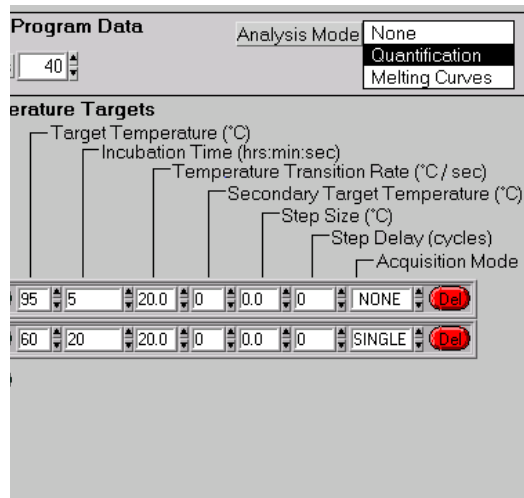 Program Data
Analysis Mode
None
Quantification
Melting Curves
40
erature Targets
Target Temperature (°C)
Incubation Time (hrs:min:sec)
Temperature Transition Rate (°C / sec)
Secondary Target Temperature (°C)
Step Size (°C)
Step Delay (cycles)
Acquisition Mode
95 5 20.0 0 0.0 0 NONE Del
60 20 20.0 0 0.0 0 SINGLE Del